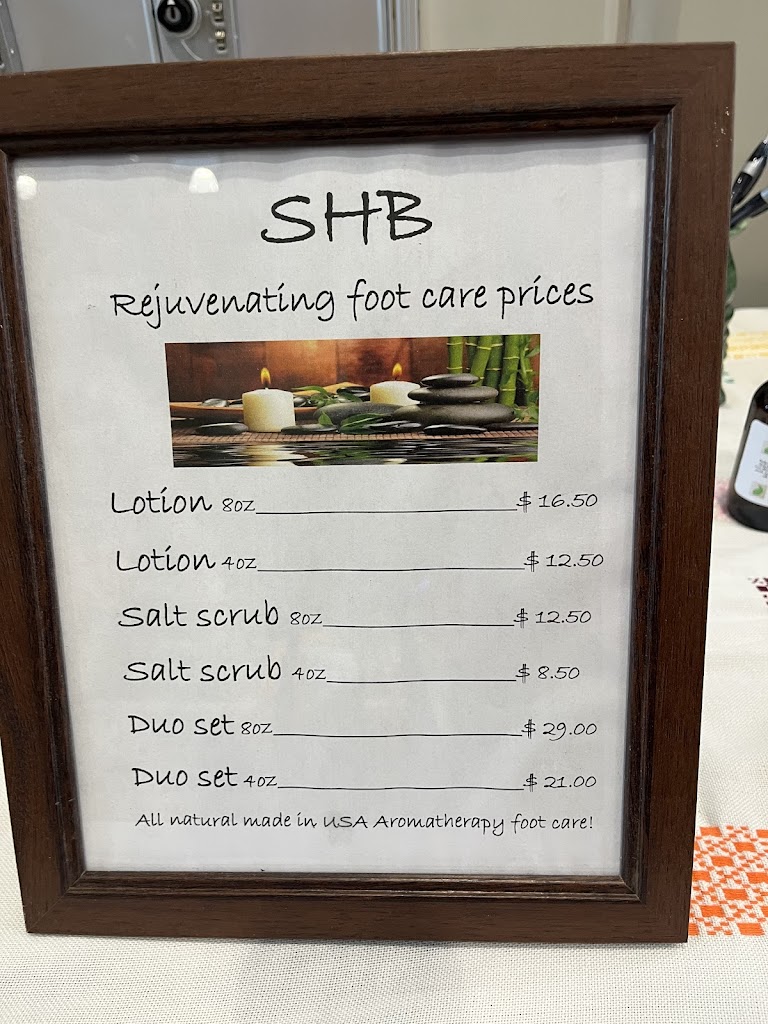 SHB
Rejuvenating foot care prices
Lotion 8oz $ 16.50
Lotion 4oz $ 12.50
Salt scrub 8oz $ 12.50
Salt scrub 4oz $ 8.50
Duo set 8oz $ 29.00
Duo set 4oz $ 21.00
All natural made in USA Aromatherapy foot care!